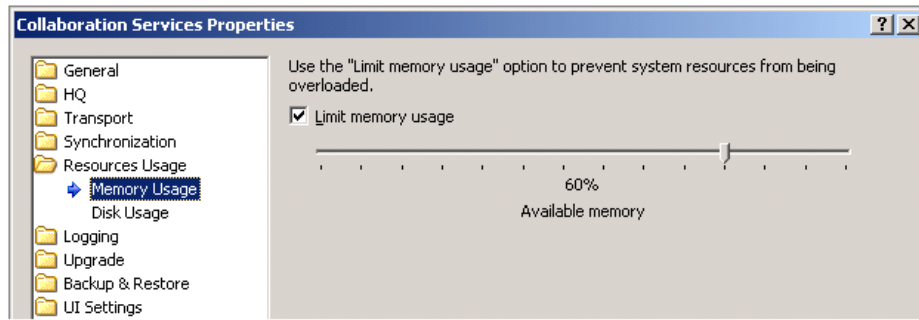 Collaboration Services Properties
General
HQ
Transport
Synchronization
Resources Usage
Memory Usage
Disk Usage
Logging
Upgrade
Backup & Restore
UI Settings
Use the "Limit memory usage" option to prevent system resources from being
overloaded.
Limit memory usage
60%
Available memory